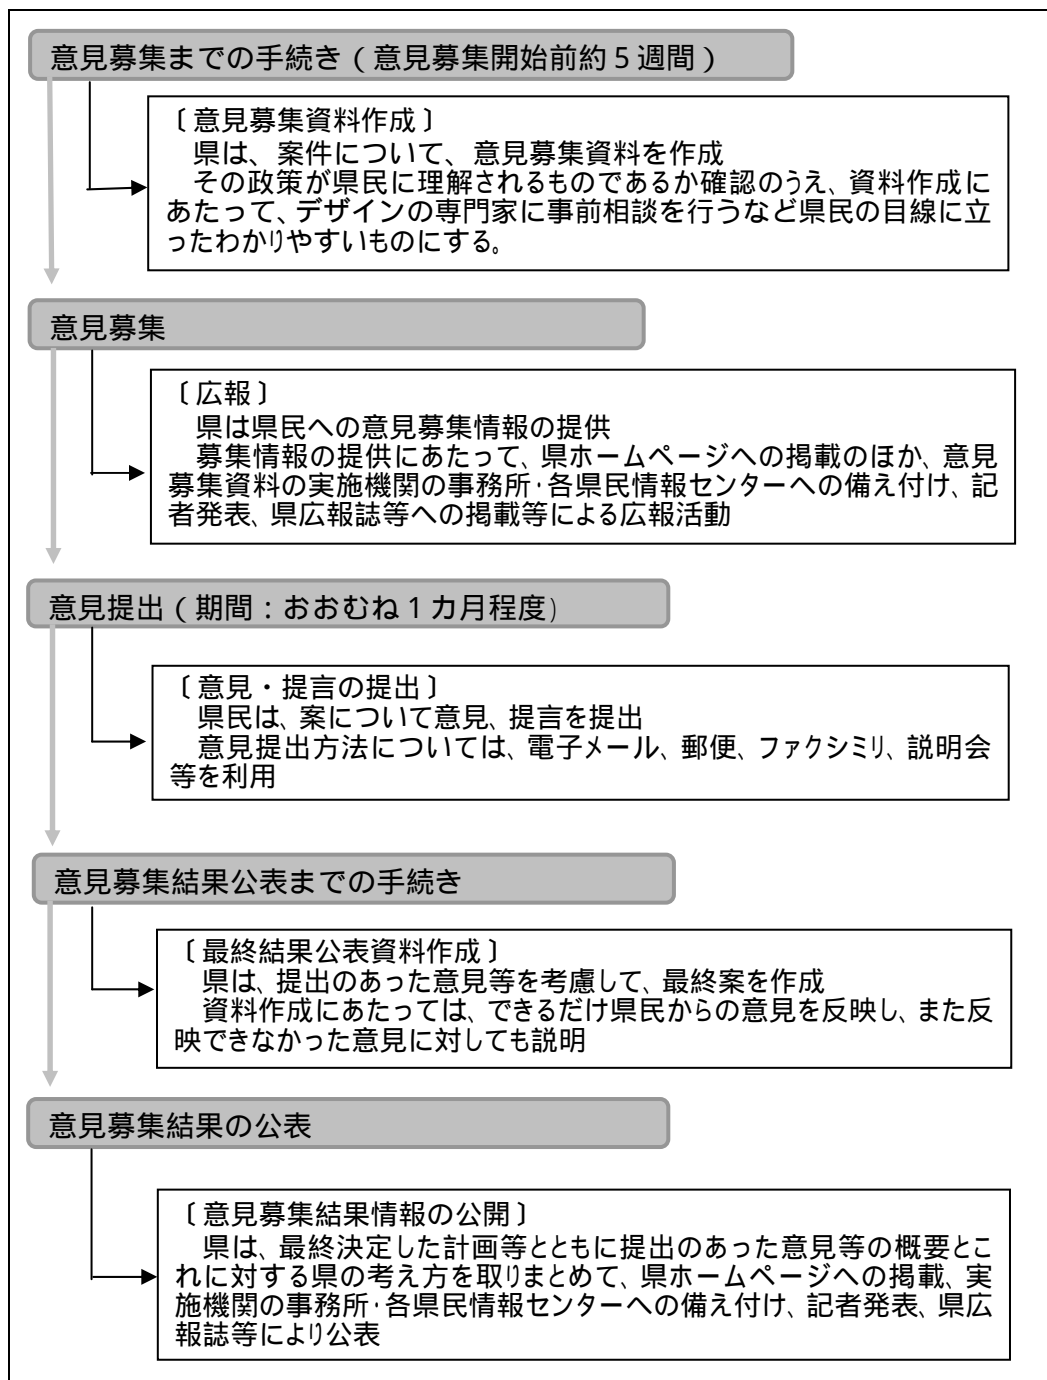 意見募集までの手続き（意見募集開始前約５週間）
〔意見募集資料作成〕
県は、案件について、意見募集資料を作成
その政策が県民に理解されるものであるか確認のうえ、資料作成に
あたって、デザインの専門家に事前相談を行うなど県民の目線に立
ったわかりやすいものにする。
意見募集
〔広報〕
県は県民への意見募集情報の提供
募集情報の提供にあたって、県ホームページへの掲載のほか、意見
募集資料の実施機関の事務所・各県民情報センターへの備え付け、記
者発表、県広報誌等への掲載等による広報活動
意見提出（期間：おおむね１カ月程度）
〔意見・提言の提出〕
県民は、案について意見、提言を提出
意見提出方法については、電子メール、郵便、ファクシミリ、説明会
等を利用
意見募集結果公表までの手続き
〔最終結果公表資料作成〕
県は、提出のあった意見等を考慮して、最終案を作成
資料作成にあたっては、できるだけ県民からの意見を反映し、また反
映できなかった意見に対しても説明
意見募集結果の公表
〔意見募集結果情報の公開〕
県は、最終決定した計画等とともに提出のあった意見等の概要とこ
れに対する県の考え方を取りまとめて、県ホームページへの掲載、実
施機関の事務所・各県民情報センターへの備え付け、記者発表、県広
報誌等により公表